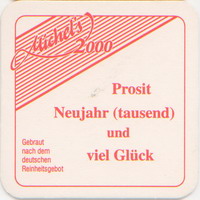 Michel's
2000
Prosit
Neujahr (tausend)
und
viel Glück
Gebraut
nach dem
deutschen
Reinheitsgebot